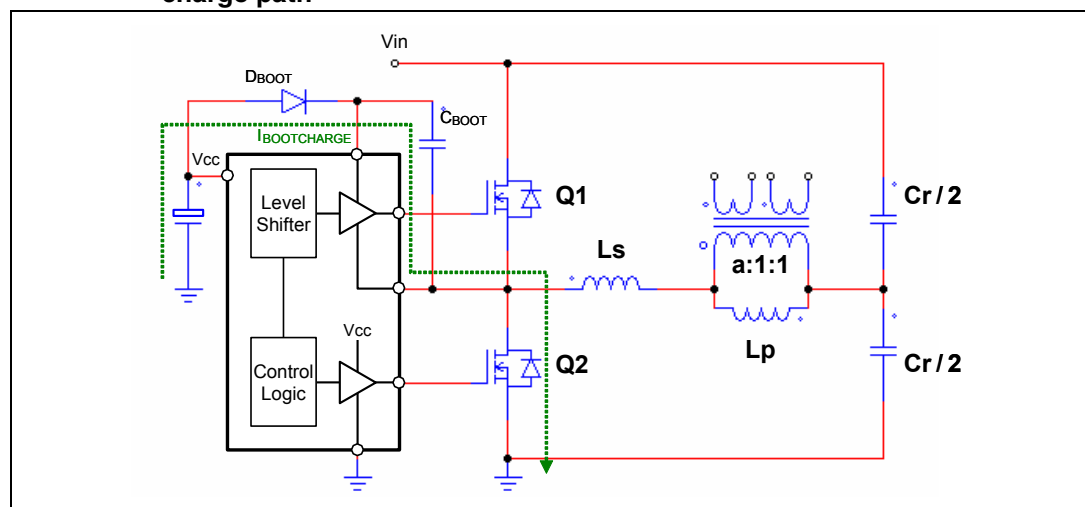 charge path
Vin
DBOOT
CBOOT
IBOOTCHARGE
Vcc
Level
Shifter
Q1
Cr / 2
Ls
a:1:1
Lp
Vcc
Control
Logic
Q2
Cr / 2